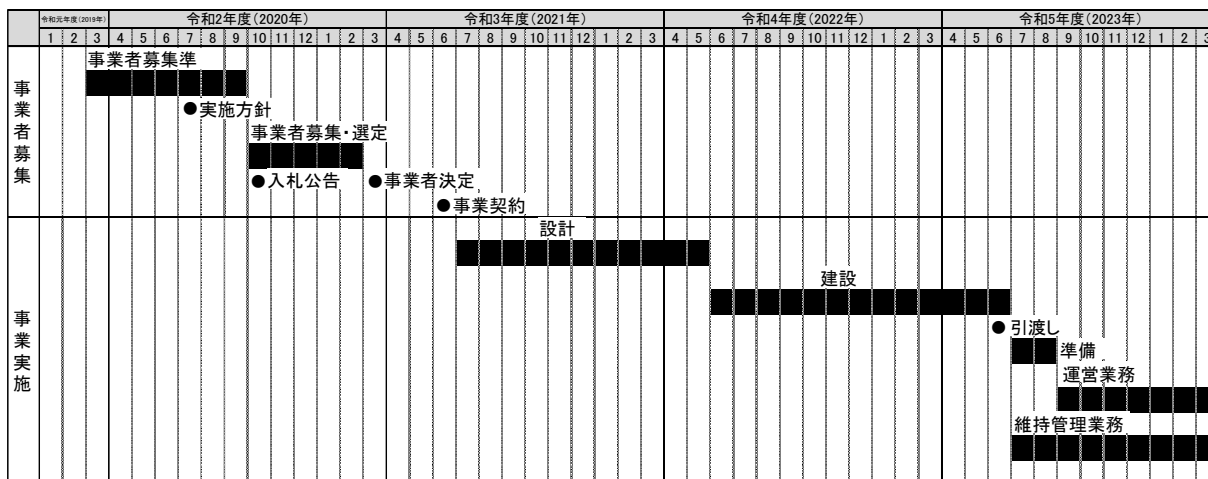 令和元年度(2019年) 令和2年度(2020年) 令和3年度(2021年) 令和4年度(2022年) 令和5年度(2023年)
1 2 3 4 5 6 7 8 9 10 11 12 1 2 3 4 5 6 7 8 9 10 11 12 1 2 3 4 5 6 7 8 9 10 11 12 1 2 3 4 5 6 7 8 9 10 11 12 1 2 3
事業者募集
事業者募集準
●実施方針
事業者募集・選定
●入札公告 ●事業者決定
●事業契約
事業実施
設計
建設
●引渡し
準備
運営業務
維持管理業務